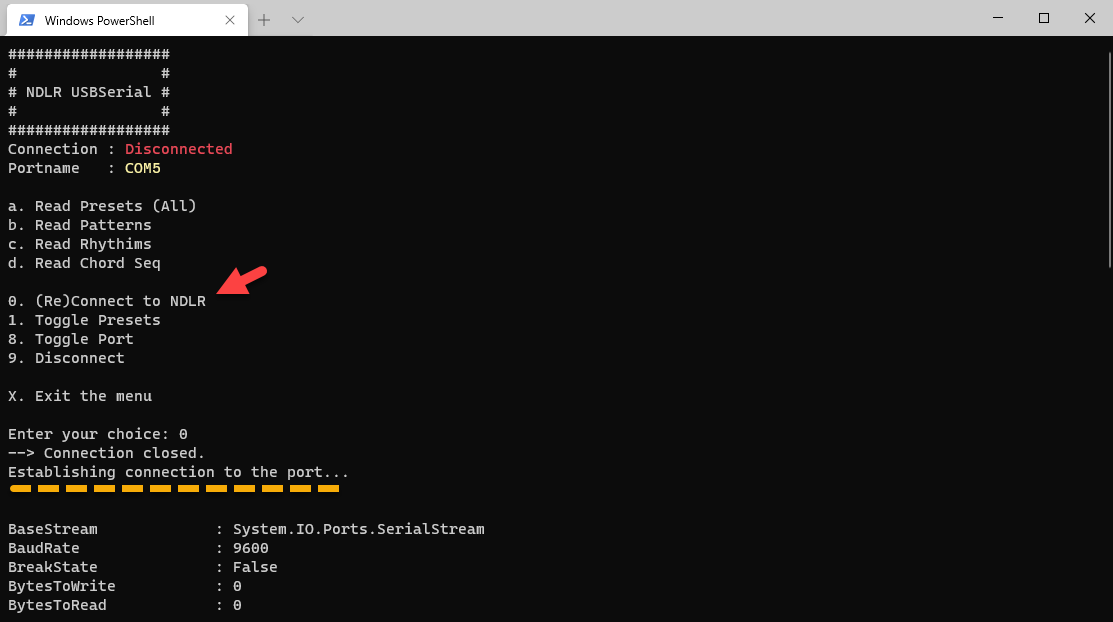 Windows PowerShell
##################
#                #
# NDLR USBSerial #
#                #
##################
Connection : Disconnected
Portname   : COM5
a. Read Presets (All)
b. Read Patterns
c. Read Rhythims
d. Read Chord Seq
0. (Re)Connect to NDLR
1. Toggle Presets
8. Toggle Port
9. Disconnect
X. Exit the menu
Enter your choice: 0
--> Connection closed.
Establishing connection to the port...
BaseStream             : System.IO.Ports.SerialStream
BaudRate               : 9600
BreakState             : False
BytesToWrite           : 0
BytesToRead            : 0